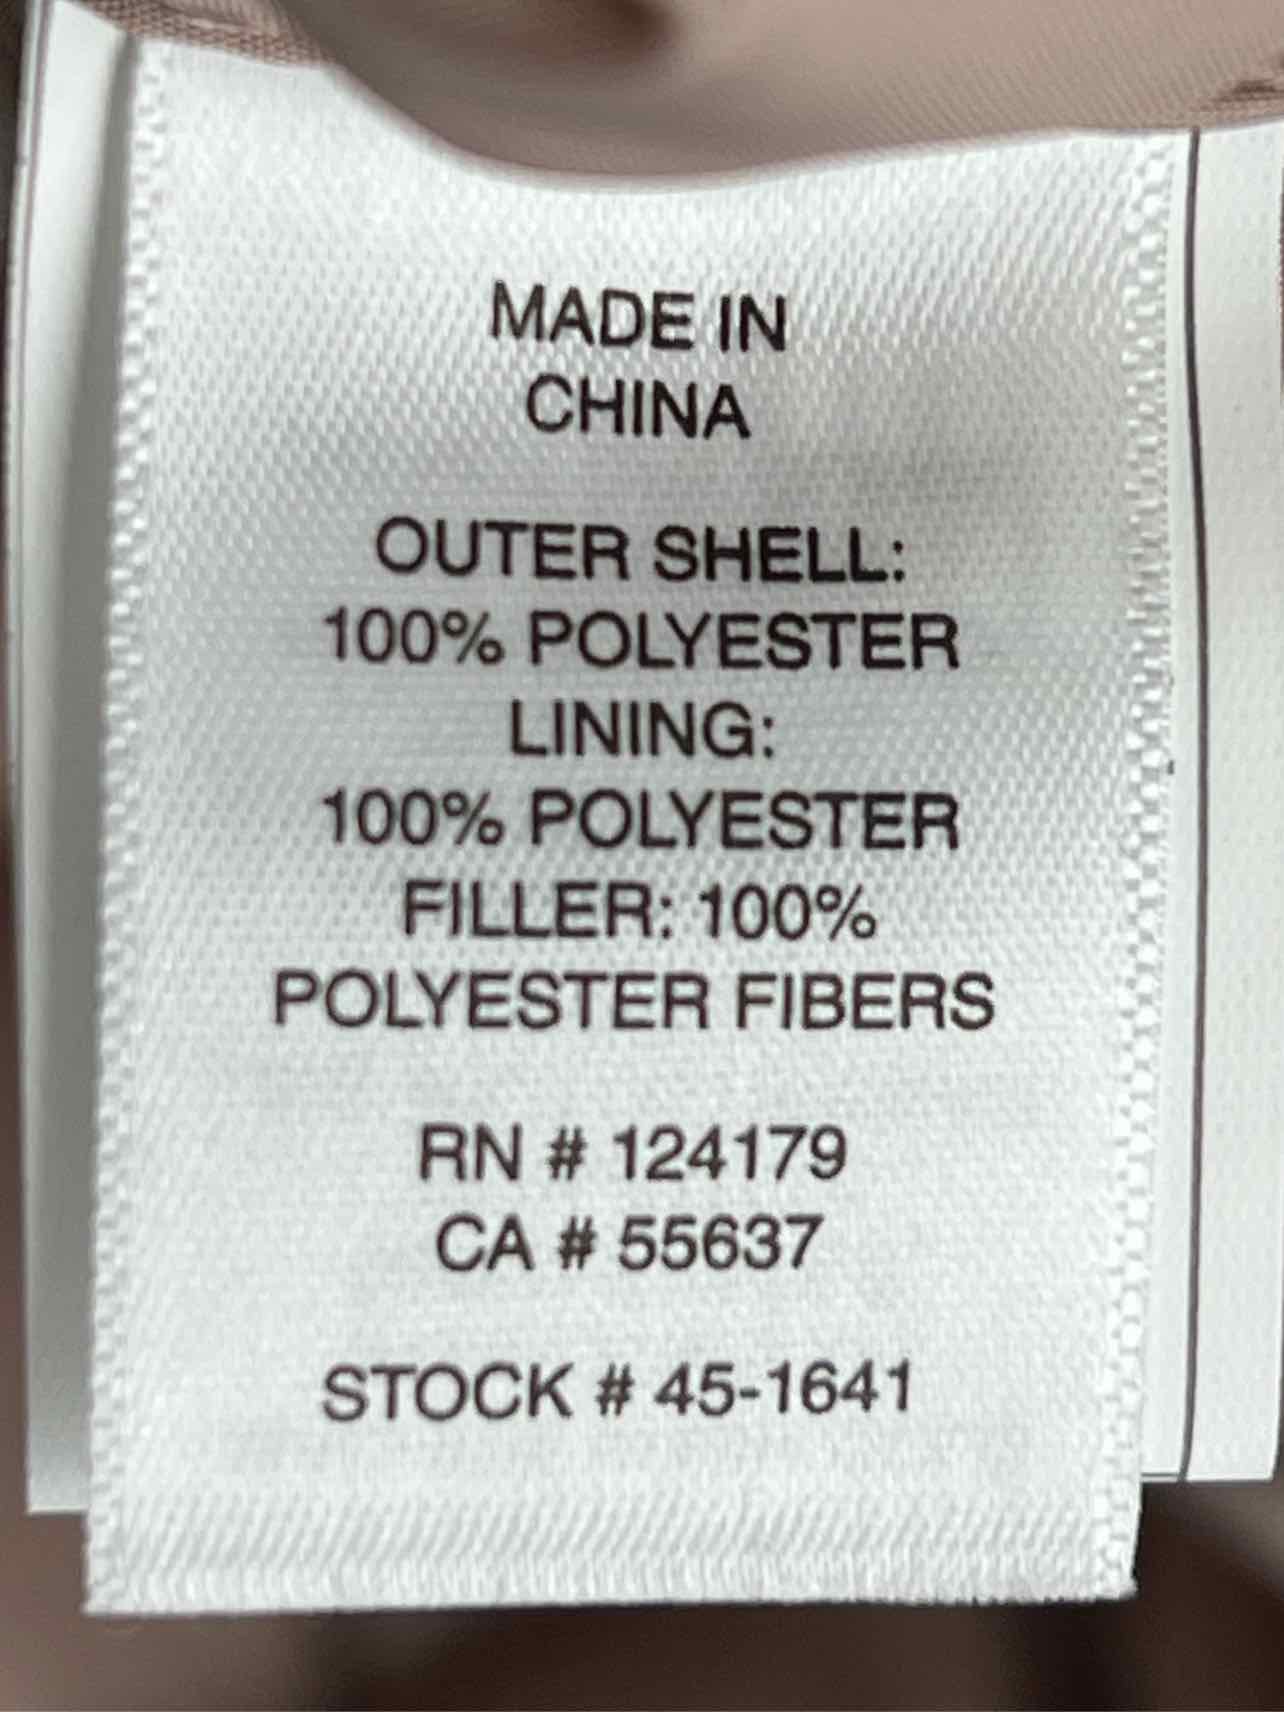 MADE IN
CHINA
OUTER SHELL:
100% POLYESTER
LINING:
100% POLYESTER
FILLER: 100%
POLYESTER FIBERS
RN # 124179
CA # 55637
STOCK # 45-1641